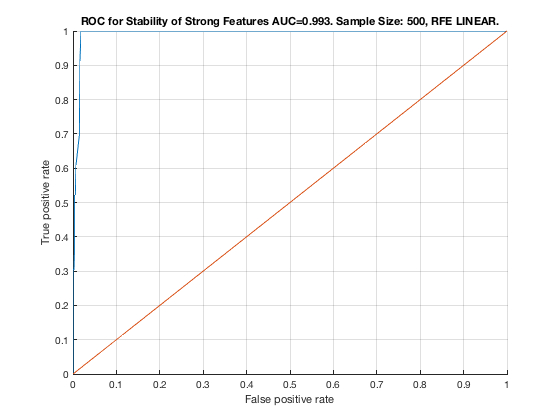 ROC for Stability of Strong Features AUC=0.993. Sample Size: 500, RFE LINEAR.
1
0.9
0.8
0.7
0.6
0.5
0.4
0.3
0.2
0.1
0
True positive rate
0 0.1 0.2 0.3 0.4 0.5 0.6 0.7 0.8 0.9 1
False positive rate